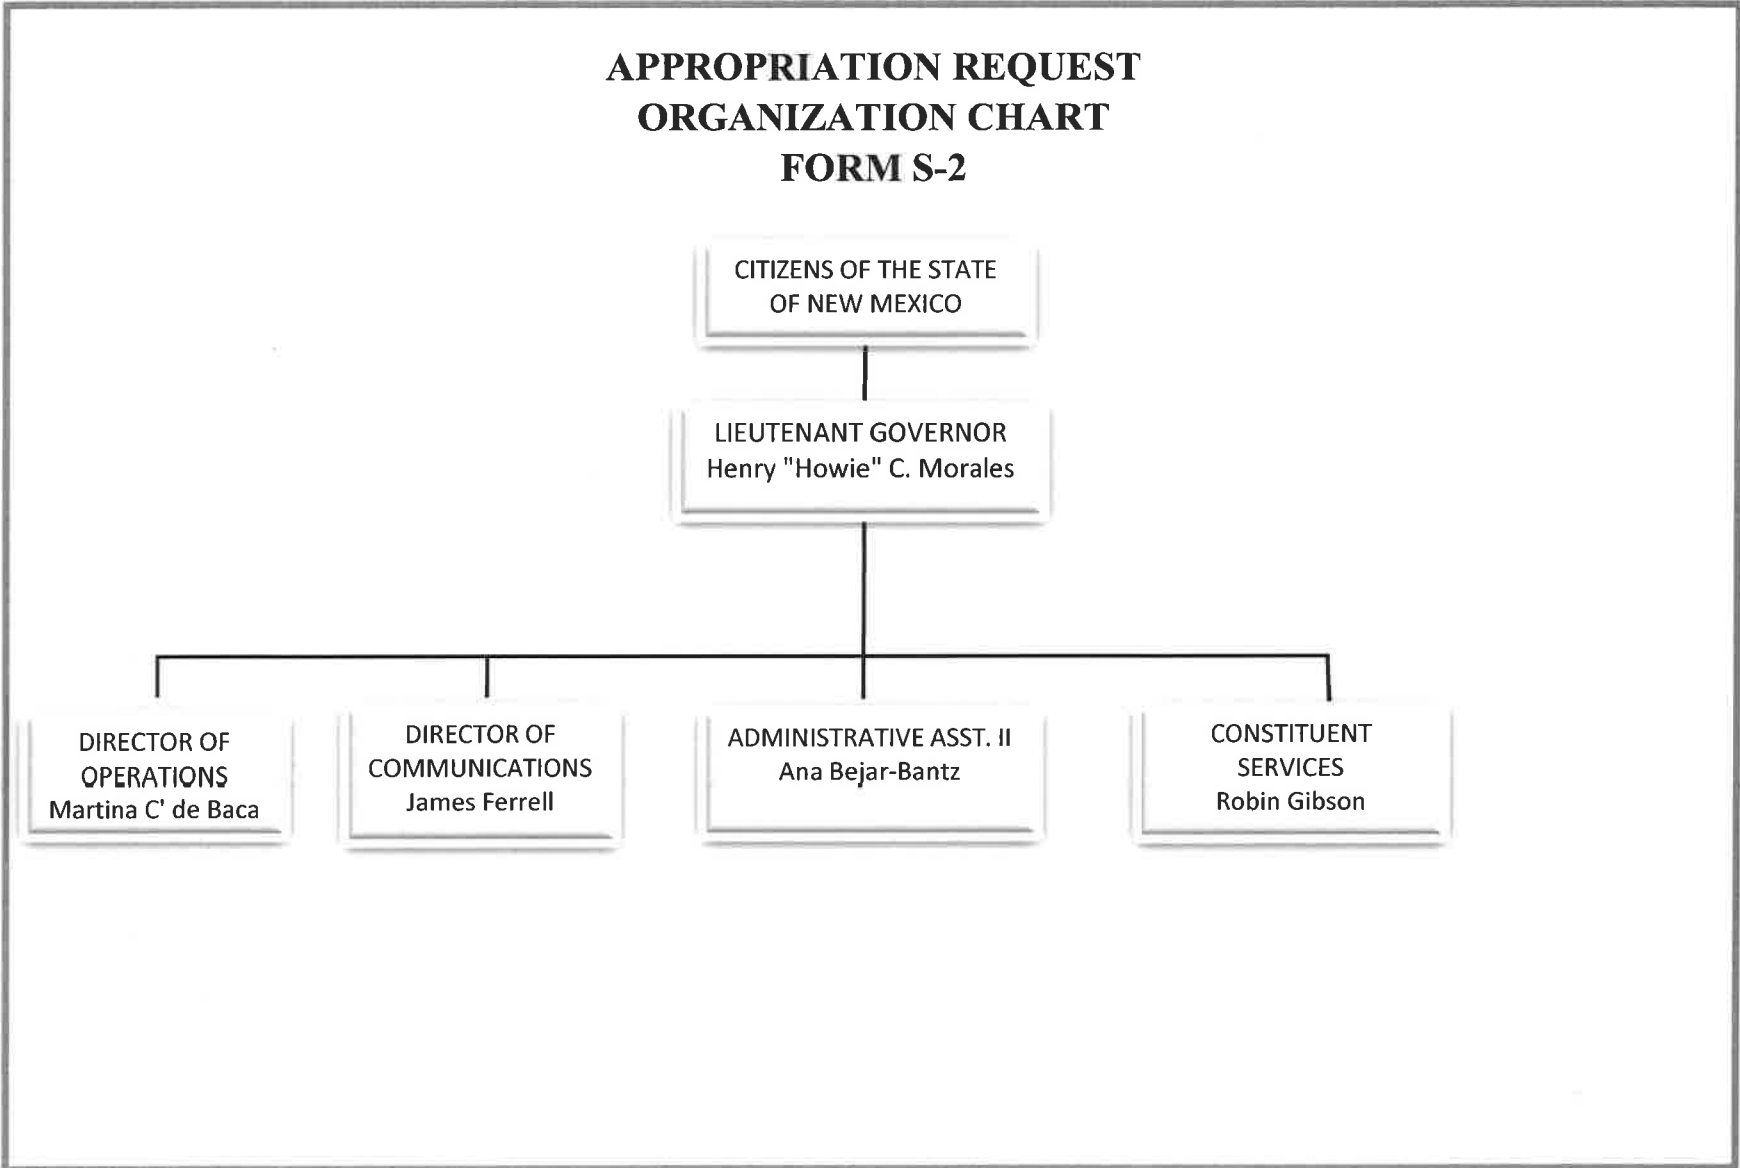 APPROPRIATION REQUEST
ORGANIZATION CHART
FORM S-2
CITIZENS OF THE STATE
OF NEW MEXICO
LIEUTENANT GOVERNOR
Henry "Howie" C. Morales
DIRECTOR OF
OPERATIONS
Martina C' de Baca
DIRECTOR OF
COMMUNICATIONS
James Ferrell
ADMINISTRATIVE ASST. II
Ana Bejar-Bantz
CONSTITUENT
SERVICES
Robin Gibson